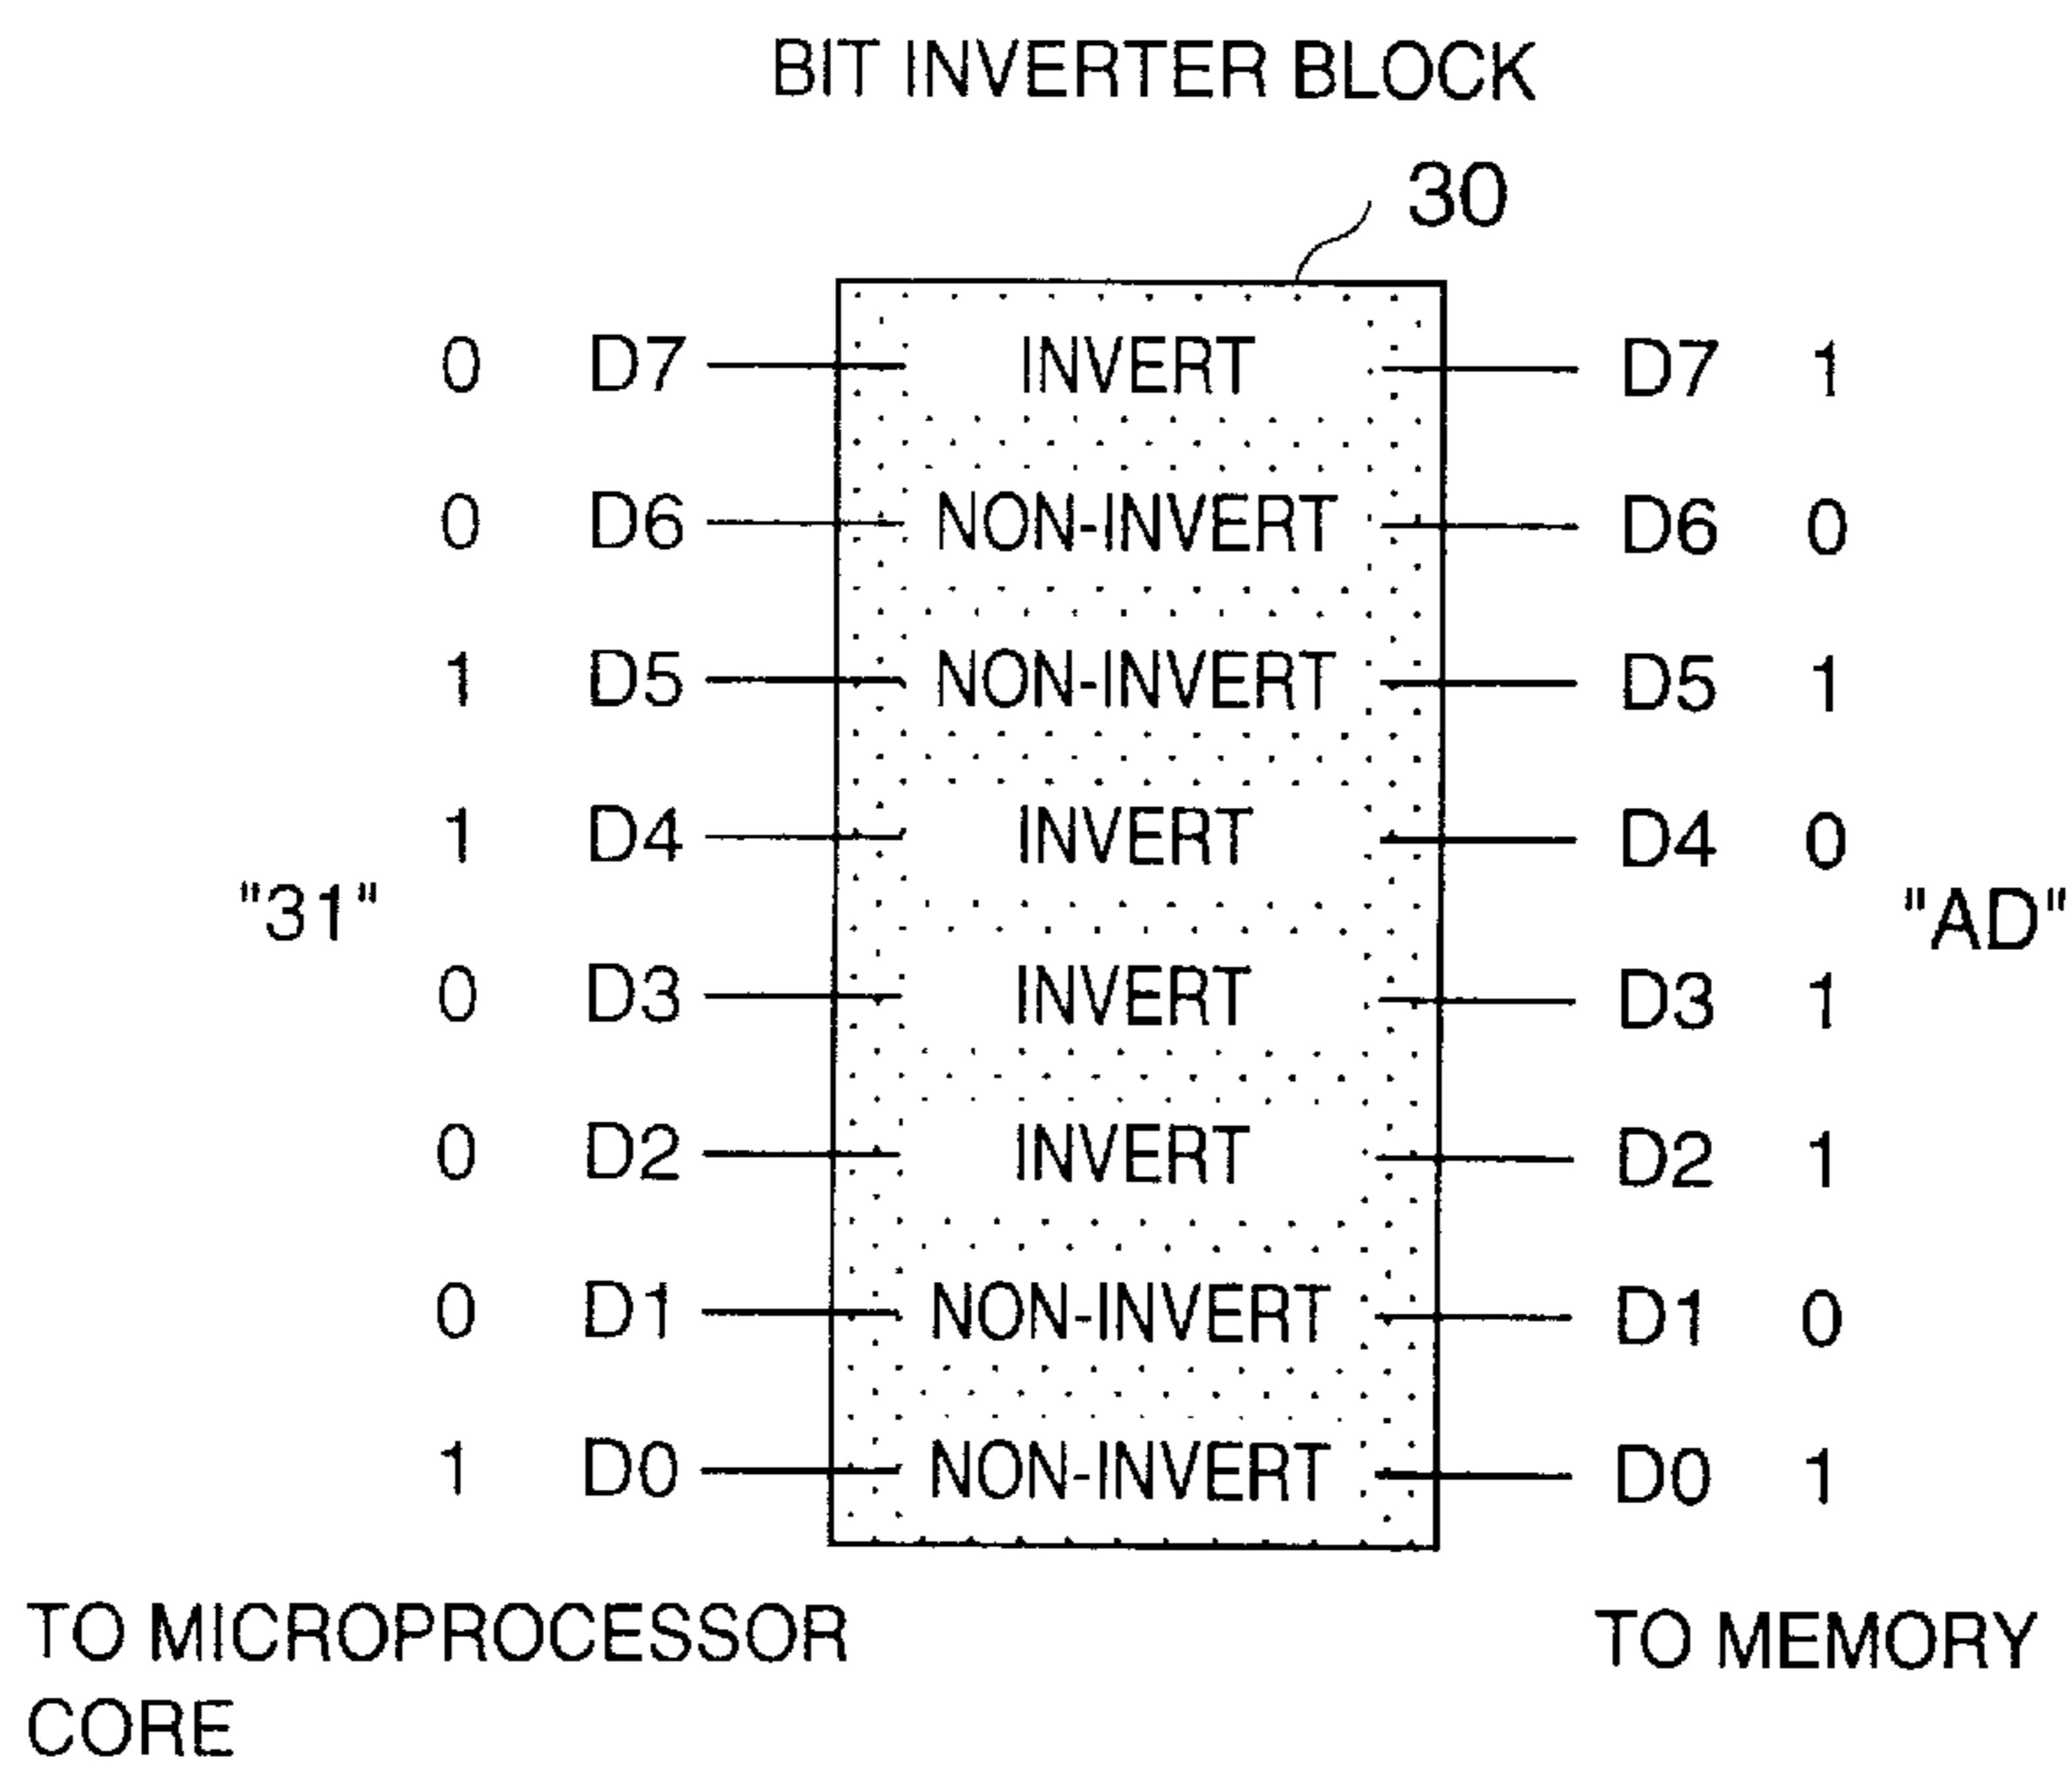 BIT INVERTER BLOCK
30
0 D7 INVERT D7 1
0 D6 NON-INVERT D6 0
1 D5 NON-INVERT D5 1
1 D4 INVERT D4 0
"31" "AD"
0 D3 INVERT D3 1
0 D2 INVERT D2 1
0 D1 NON-INVERT D1 0
1 D0 NON-INVERT D0 1
TO MICROPROCESSOR
CORE
TO MEMORY